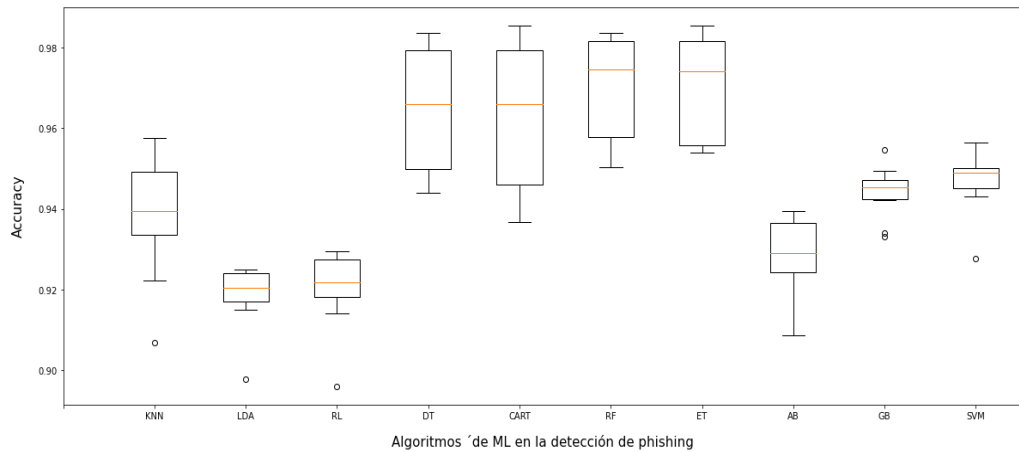 0.98
0.96
0.94
0.92
0.90
Accuracy
KNN LDA RL DT CART RF ET AB GB SVM
Algoritmos ´de ML en la detección de phishing